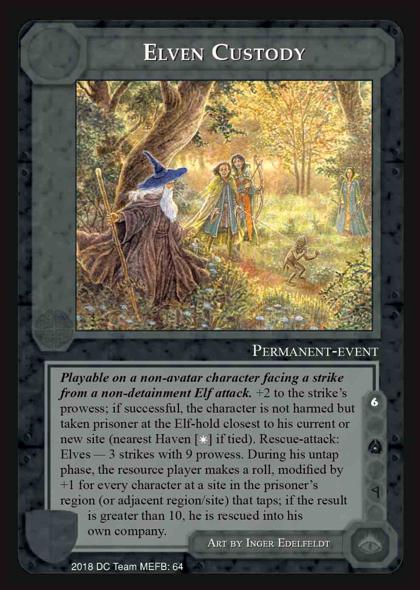 ELVEN CUSTODY
PERMANENT-EVENT
Playable on a non-avatar character facing a strike
from a non-detainment Elf attack. +2 to the strike's
prowess; if successful, the character is not harmed but
taken prisoner at the Elf-hold closest to his current or
new site (nearest Haven [☀] if tied). Rescue-attack:
Elves — 3 strikes with 9 prowess. During his untap
phase, the resource player makes a roll, modified by
+1 for every character at a site in the prisoner's
region (or adjacent region/site) that taps; if the result
is greater than 10, he is rescued into his
own company.
6
ART BY INGER EDELFELDT
2018 DC Team MEFB: 64